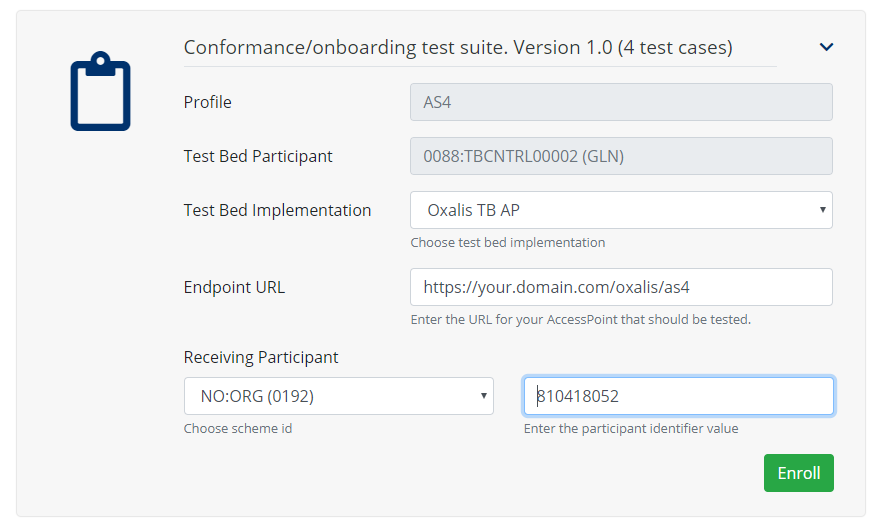 Conformance/onboarding test suite. Version 1.0 (4 test cases)
Profile
AS4
Test Bed Participant
0088:TBCNTRL00002 (GLN)
Test Bed Implementation
Oxalis TB AP
Choose test bed implementation
Endpoint URL
https://your.domain.com/oxalis/as4
Enter the URL for your AccessPoint that should be tested.
Receiving Participant
NO:ORG (0192)
810418052
Choose scheme id
Enter the participant identifier value
Enroll